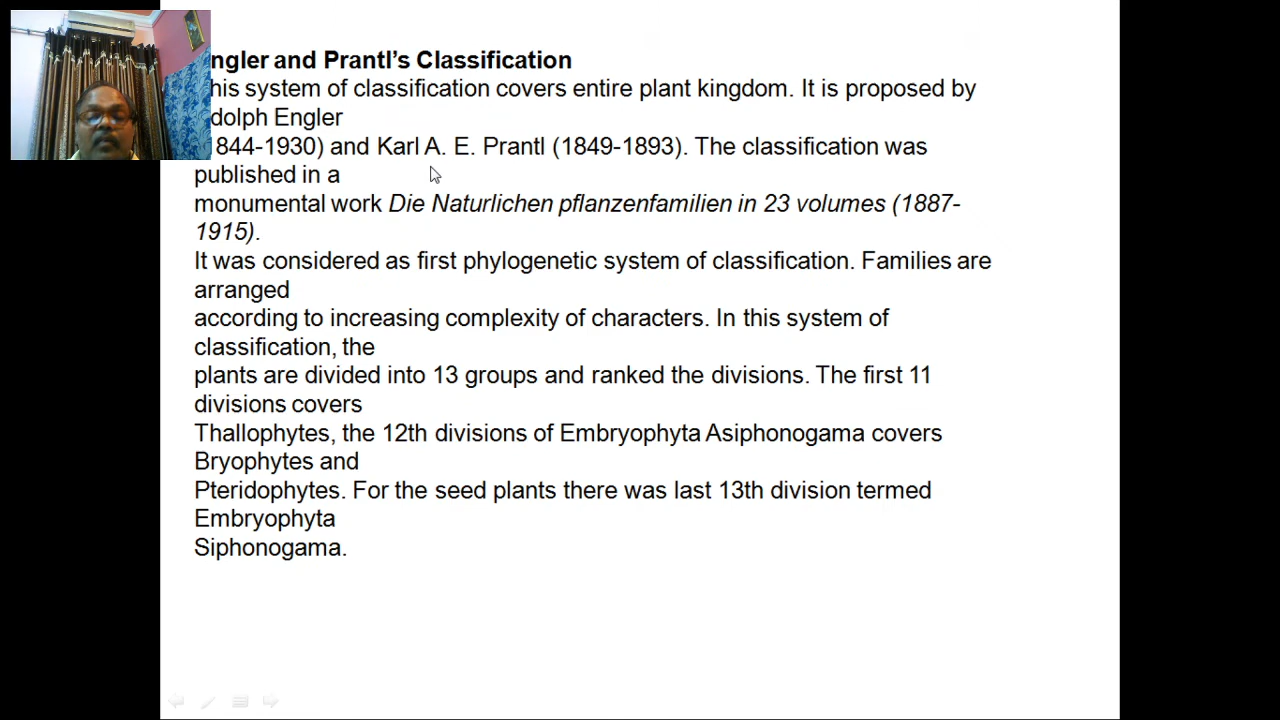 ngler and Prantl's Classification
his system of classification covers entire plant kingdom. It is proposed by
dolph Engler
844-1930) and Karl A. E. Prantl (1849-1893). The classification was
published in a
monumental work Die Naturlichen pflanzenfamilien in 23 volumes (1887-
1915).
It was considered as first phylogenetic system of classification. Families are
arranged
according to increasing complexity of characters. In this system of
classification, the
plants are divided into 13 groups and ranked the divisions. The first 11
divisions covers
Thallophytes, the 12th divisions of Embryophyta Asiphonogama covers
Bryophytes and
Pteridophytes. For the seed plants there was last 13th division termed
Embryophyta
Siphonogama.